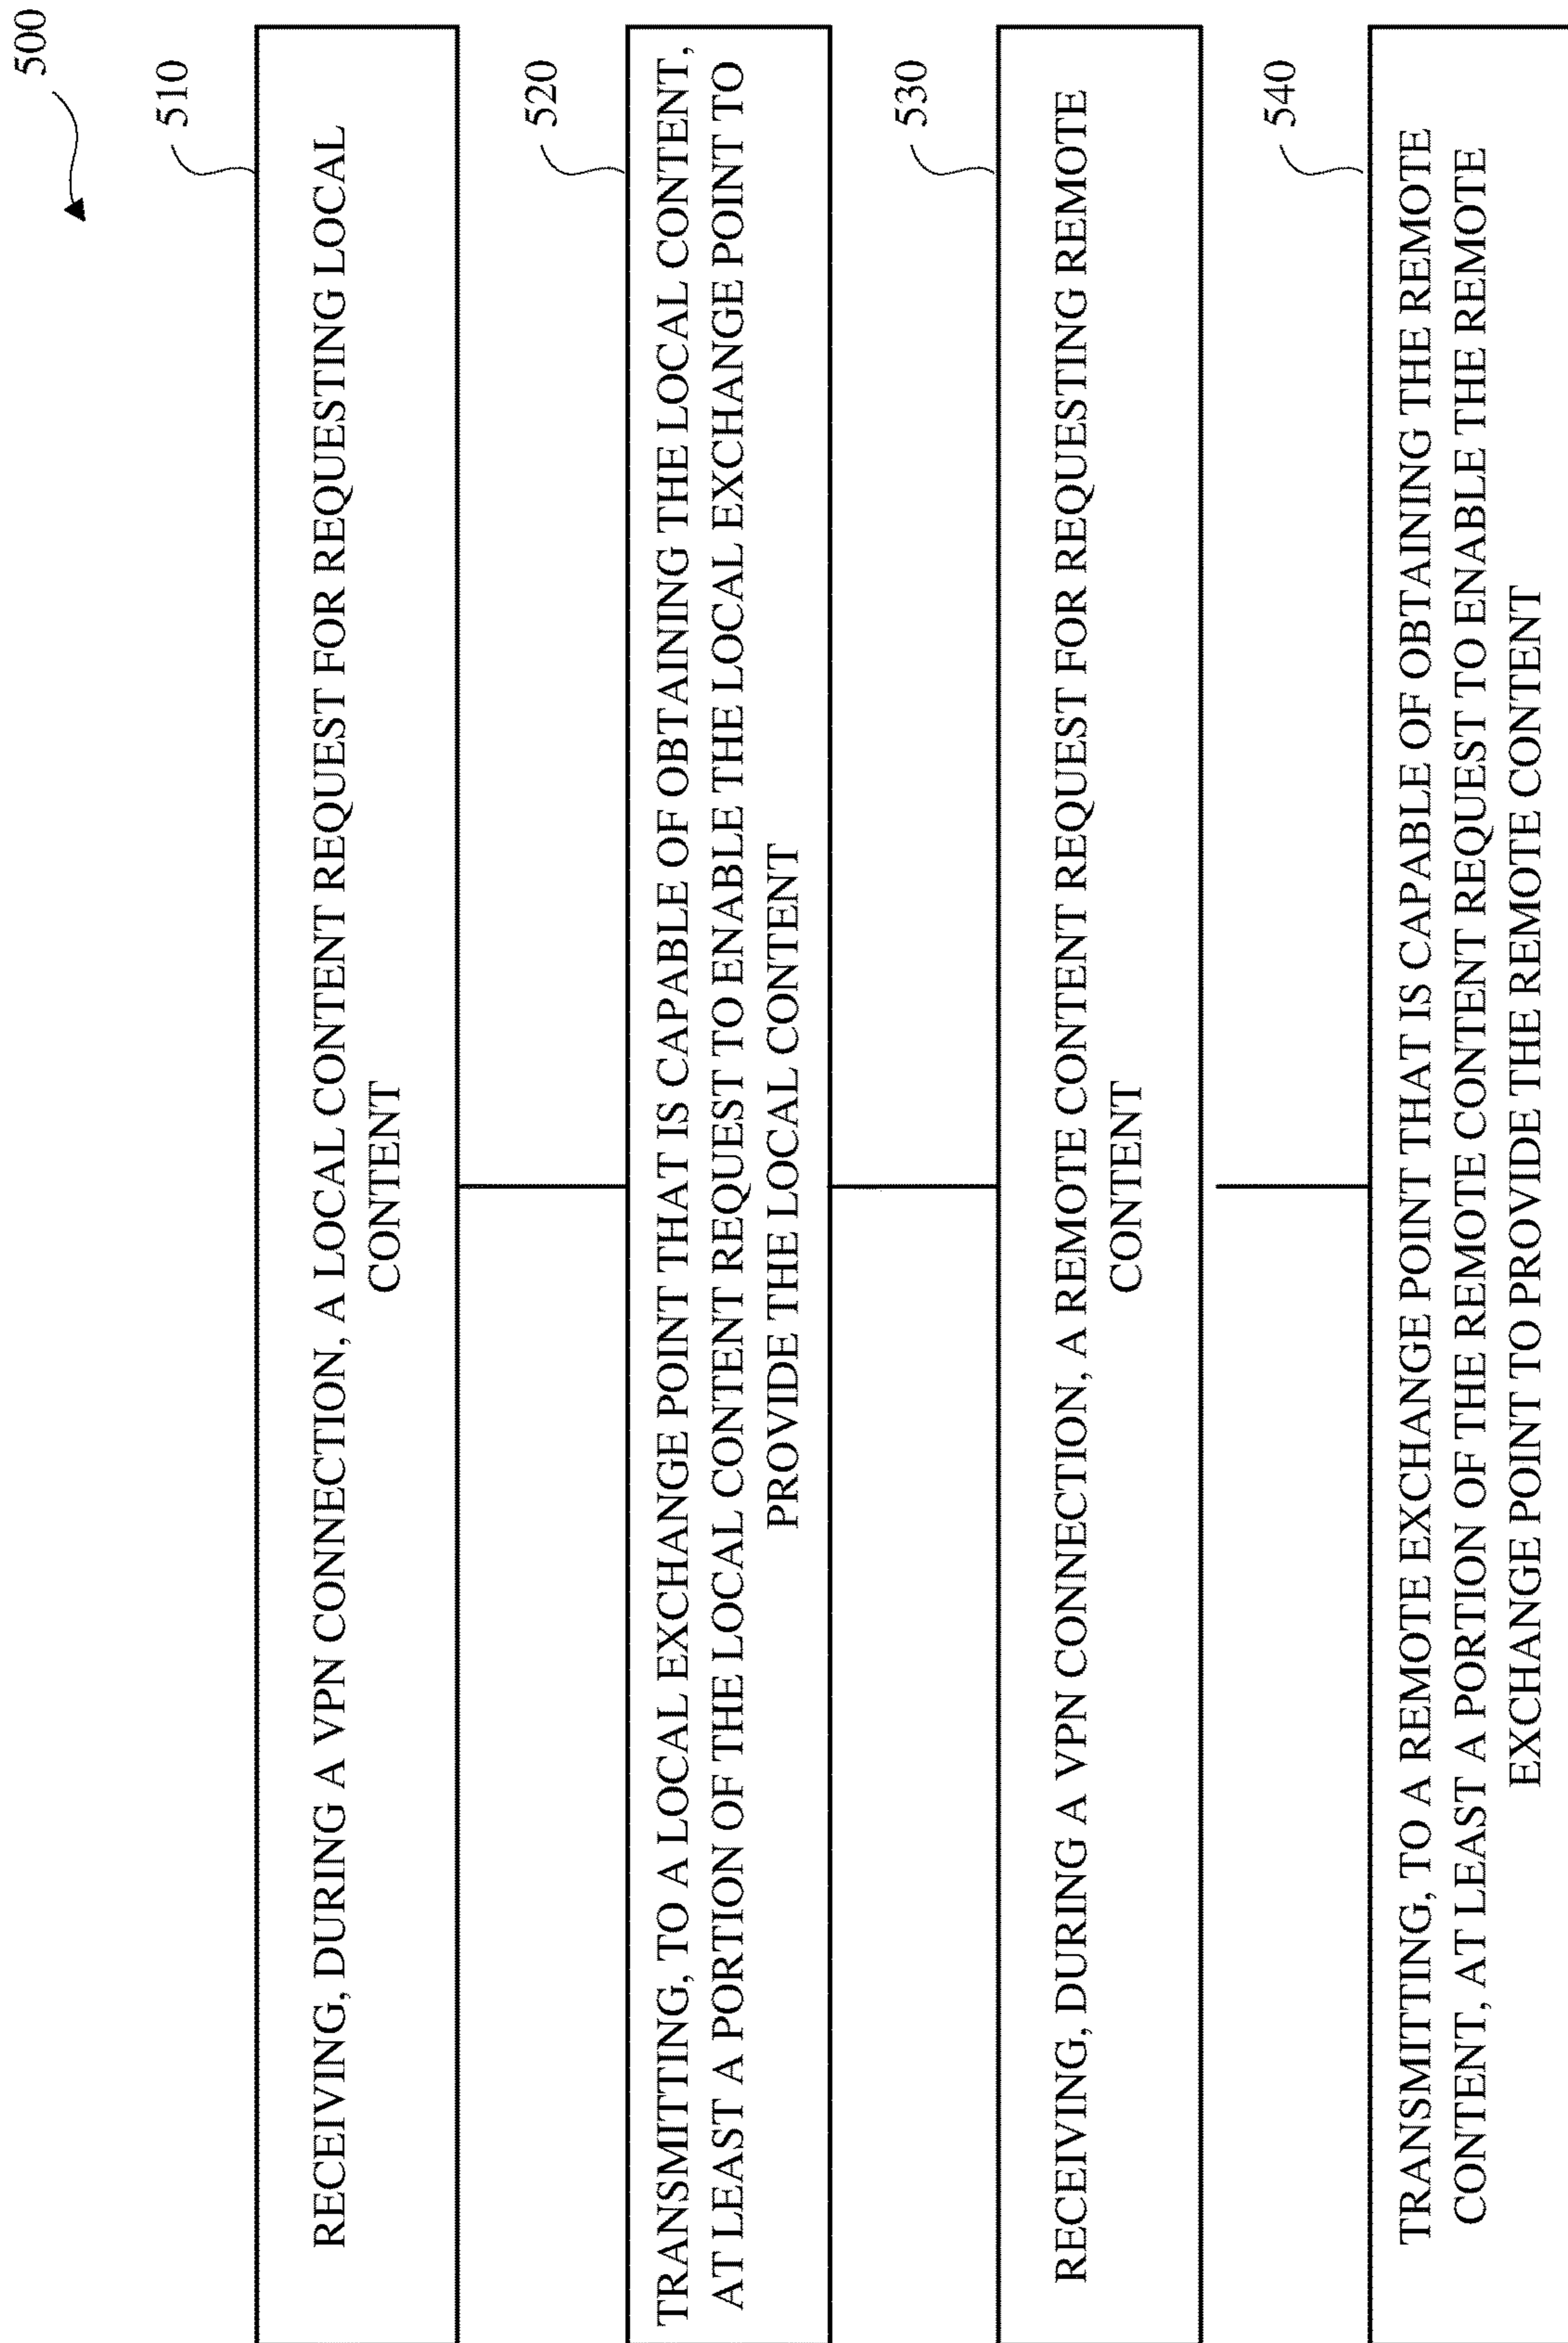 500
510
RECEIVING, DURING A VPN CONNECTION, A LOCAL CONTENT REQUEST FOR REQUESTING LOCAL
CONTENT
520
TRANSMITTING, TO A LOCAL EXCHANGE POINT THAT IS CAPABLE OF OBTAINING THE LOCAL CONTENT,
AT LEAST A PORTION OF THE LOCAL CONTENT REQUEST TO ENABLE THE LOCAL EXCHANGE POINT TO
PROVIDE THE LOCAL CONTENT
530
RECEIVING, DURING A VPN CONNECTION, A REMOTE CONTENT REQUEST FOR REQUESTING REMOTE
CONTENT
540
TRANSMITTING, TO A REMOTE EXCHANGE POINT THAT IS CAPABLE OF OBTAINING THE REMOTE
CONTENT, AT LEAST A PORTION OF THE REMOTE CONTENT REQUEST TO ENABLE THE REMOTE
EXCHANGE POINT TO PROVIDE THE REMOTE CONTENT